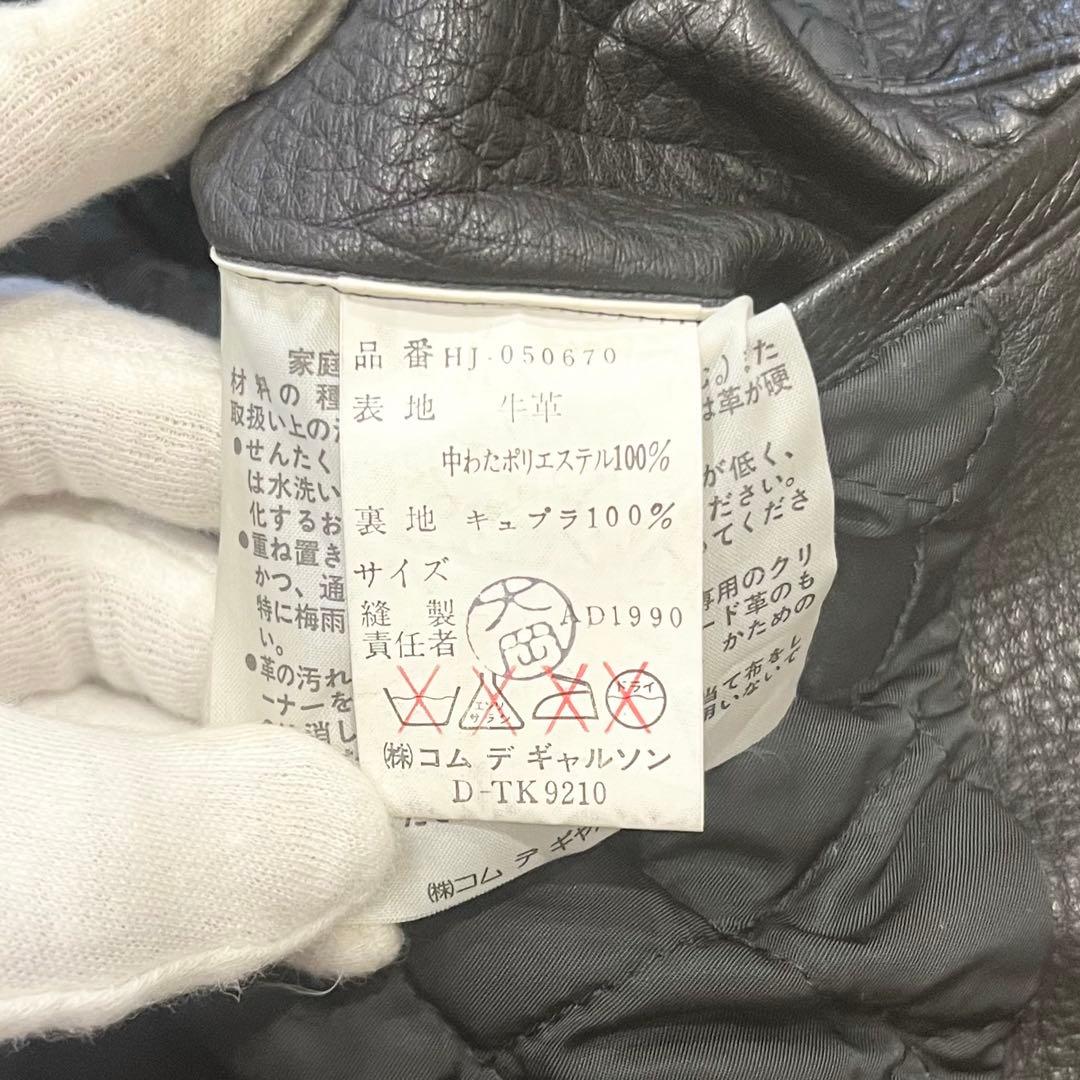 品番 HJ-050670
表地 牛革
中わたポリエステル100%
裏地 キュプラ100%
サイズ
縫製 AD1990
責任者
大岡
エンソ
サラシ
ドライ
(株)コム デ ギャルソン
D-TK9210
家庭
材料の種
取扱い上の
●せんたく
は水洗い
化するお
●重ね置き
かつ、通
特に梅雨
い。
●革の汚れ
ーナーを
消し
た
は革が硬
が低く、
ださい。
てくださ
専用のクリ
ード革のも
かための
当て布をし
いないで
(株)コム デ ギャ